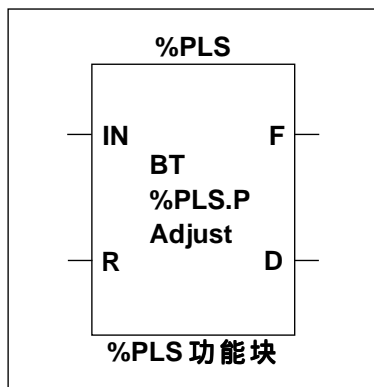 %PLS
IN F
BT
%PLS.P
Adjust
R D
%PLS 功能块